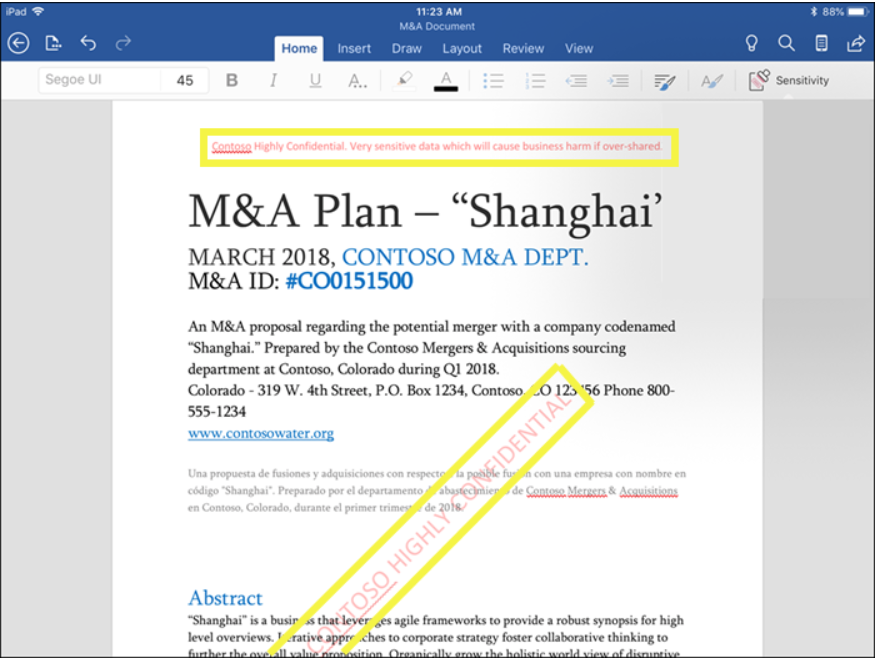 iPad 11:23 AM 88%
M&A Document
Home Insert Draw Layout Review View
Segoe UI 45 B I U A... A Sensitivity
Contoso Highly Confidential. Very sensitive data which will cause business harm if over-shared.
M&A Plan – “Shanghai’
MARCH 2018, CONTOSO M&A DEPT.
M&A ID: #CO0151500
An M&A proposal regarding the potential merger with a company codenamed
“Shanghai.” Prepared by the Contoso Mergers & Acquisitions sourcing
department at Contoso, Colorado during Q1 2018.
Colorado - 319 W. 4th Street, P.O. Box 1234, Contoso, CO 123456 Phone 800-
555-1234
www.contosowater.org
Una propuesta de fusiones y adquisiciones con respecto a la posible fusión con una empresa con nombre en
código "Shanghai". Preparado por el departamento de abastecimiento de Contoso Mergers & Acquisitions
en Contoso, Colorado, durante el primer trimestre de 2018.
CONTOSO HIGHLY CONFIDENTIAL
Abstract
“Shanghai” is a business that leverages agile frameworks to provide a robust synopsis for high
level overviews. Iterative approaches to corporate strategy foster collaborative thinking to
further the overall value proposition. Organically grow the holistic world view of disruptive